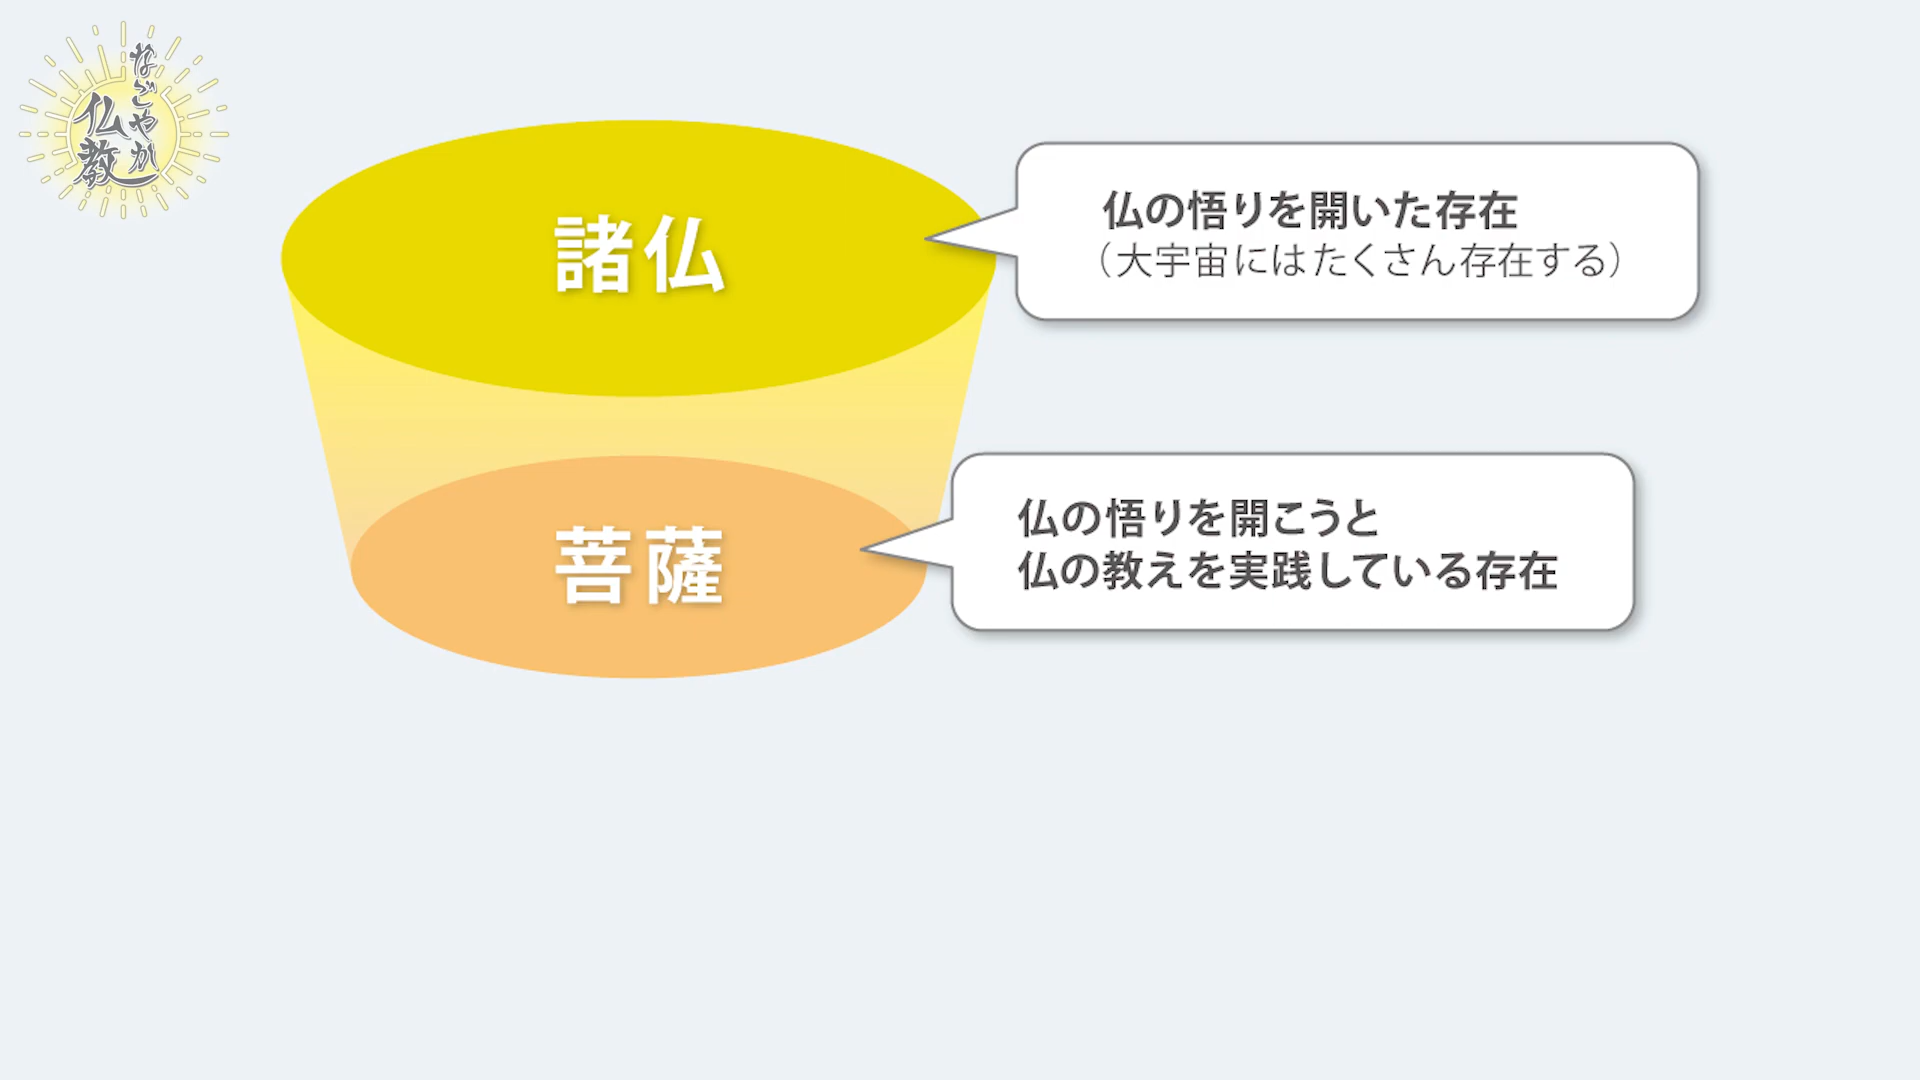 なごやか
仏教
諸仏
仏の悟りを開いた存在
（大宇宙にはたくさん存在する）
菩薩
仏の悟りを開こうと
仏の教えを実践している存在